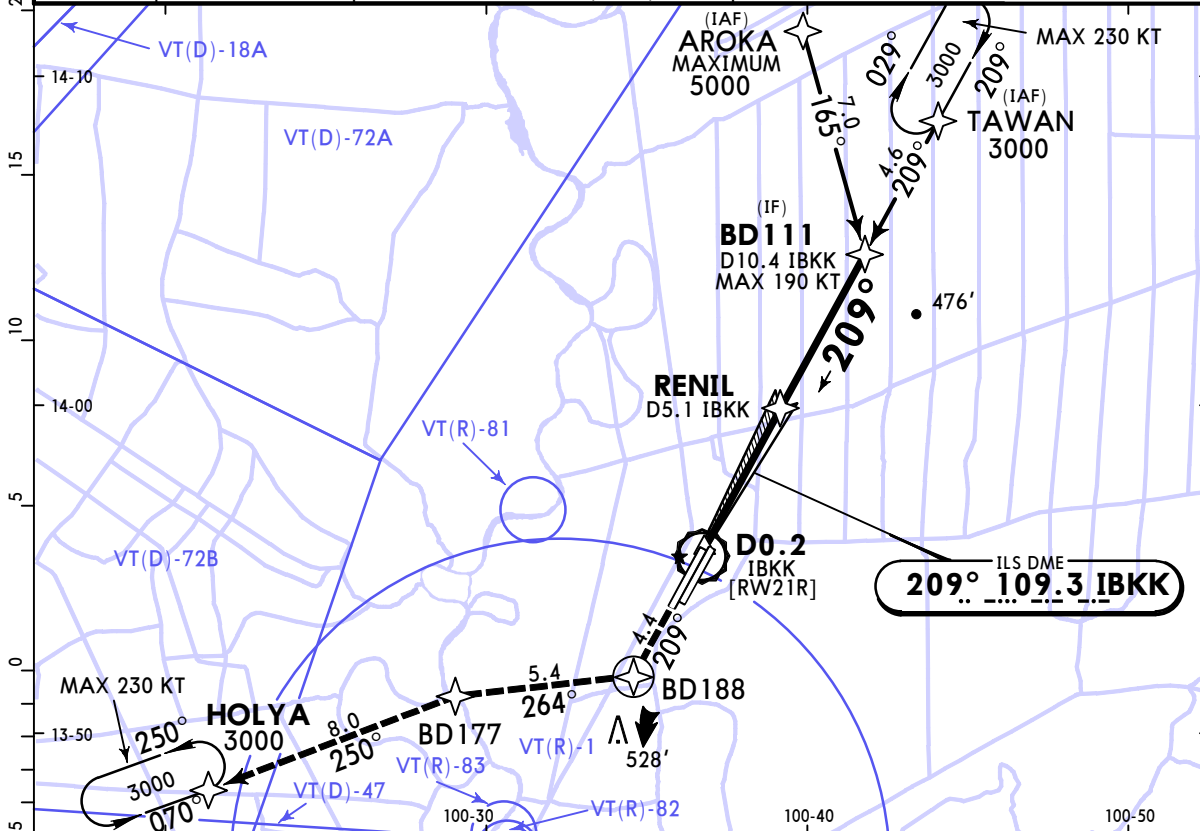 (IAF)
AROKA
MAXIMUM
5000
MAX 230 KT
029°
3000
209°
(IAF)
TAWAN
3000
VT(D)-18A
14-10
VT(D)-72A
7.0
165°
4.6
209°
15
(IF)
BD111
D10.4 IBKK
MAX 190 KT
476'
209°
10
RENIL
D5.1 IBKK
14-00
VT(R)-81
5
VT(D)-72B
D0.2
IBKK
[RW21R]
ILS DME
209° 109.3 IBKK
4.4
209°
0
5.4
264°
BD188
MAX 230 KT
HOLYA
3000
250°
8.0
250°
BD177
13-50
VT(R)-1
528'
3000
070°
VT(R)-83
VT(D)-47
VT(R)-82
5
100-30
100-40
100-50